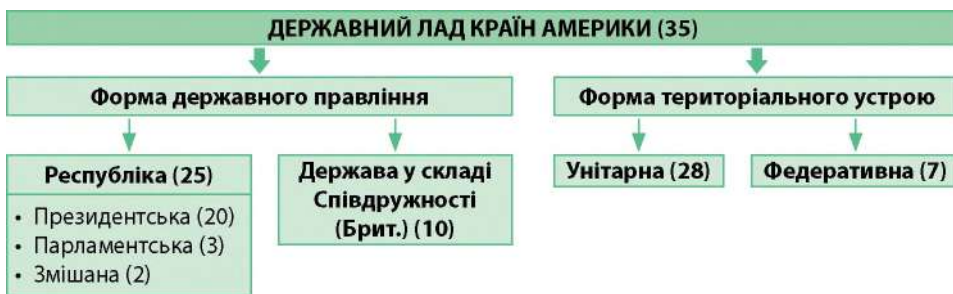 ДЕРЖАВНИЙ ЛАД КРАЇН АМЕРИКИ (35)
Форма державного правління
Форма територіального устрою
Республіка (25)
• Президентська (20)
• Парламентська (3)
• Змішана (2)
Держава у складі
Співдружності
(Брит.) (10)
Унітарна (28)
Федеративна (7)